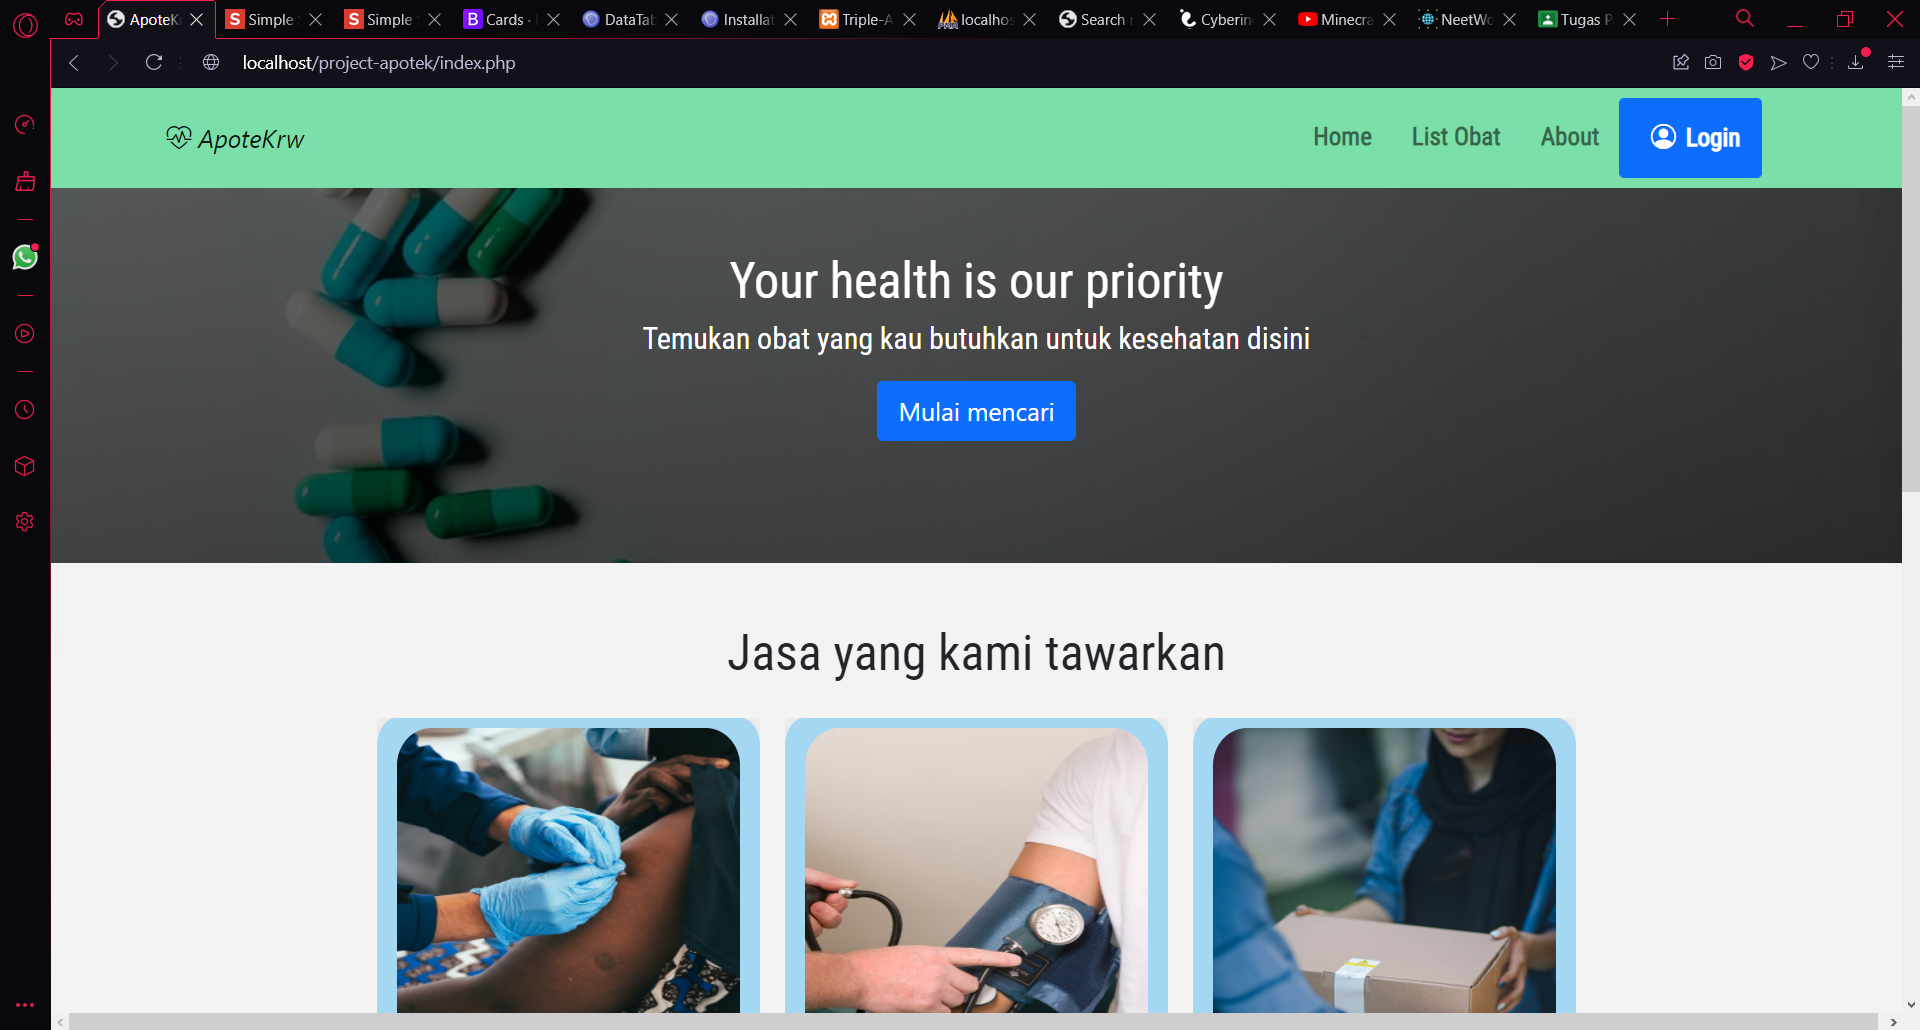 ApoteK
Simple
Simple
Cards ·
DataTab
Installat
Triple-A
localhos
Search r
Cyberin
Minecra
NeetWo
Tugas P
localhost/project-apotek/index.php
ApoteKrw
Home
List Obat
About
Login
Your health is our priority
Temukan obat yang kau butuhkan untuk kesehatan disini
Mulai mencari
Jasa yang kami tawarkan